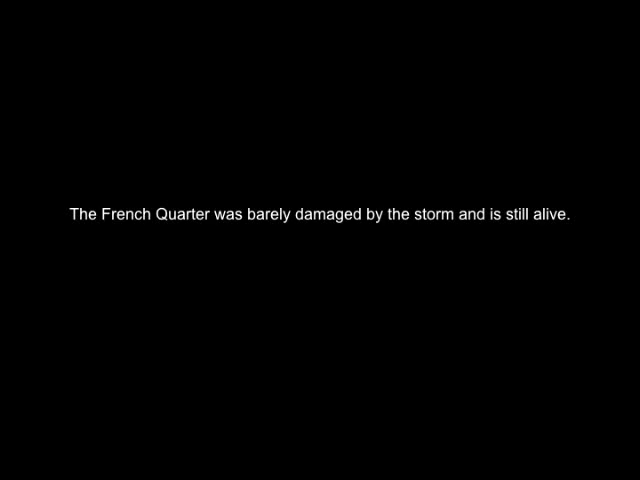 The French Quarter was barely damaged by the storm and is still alive.